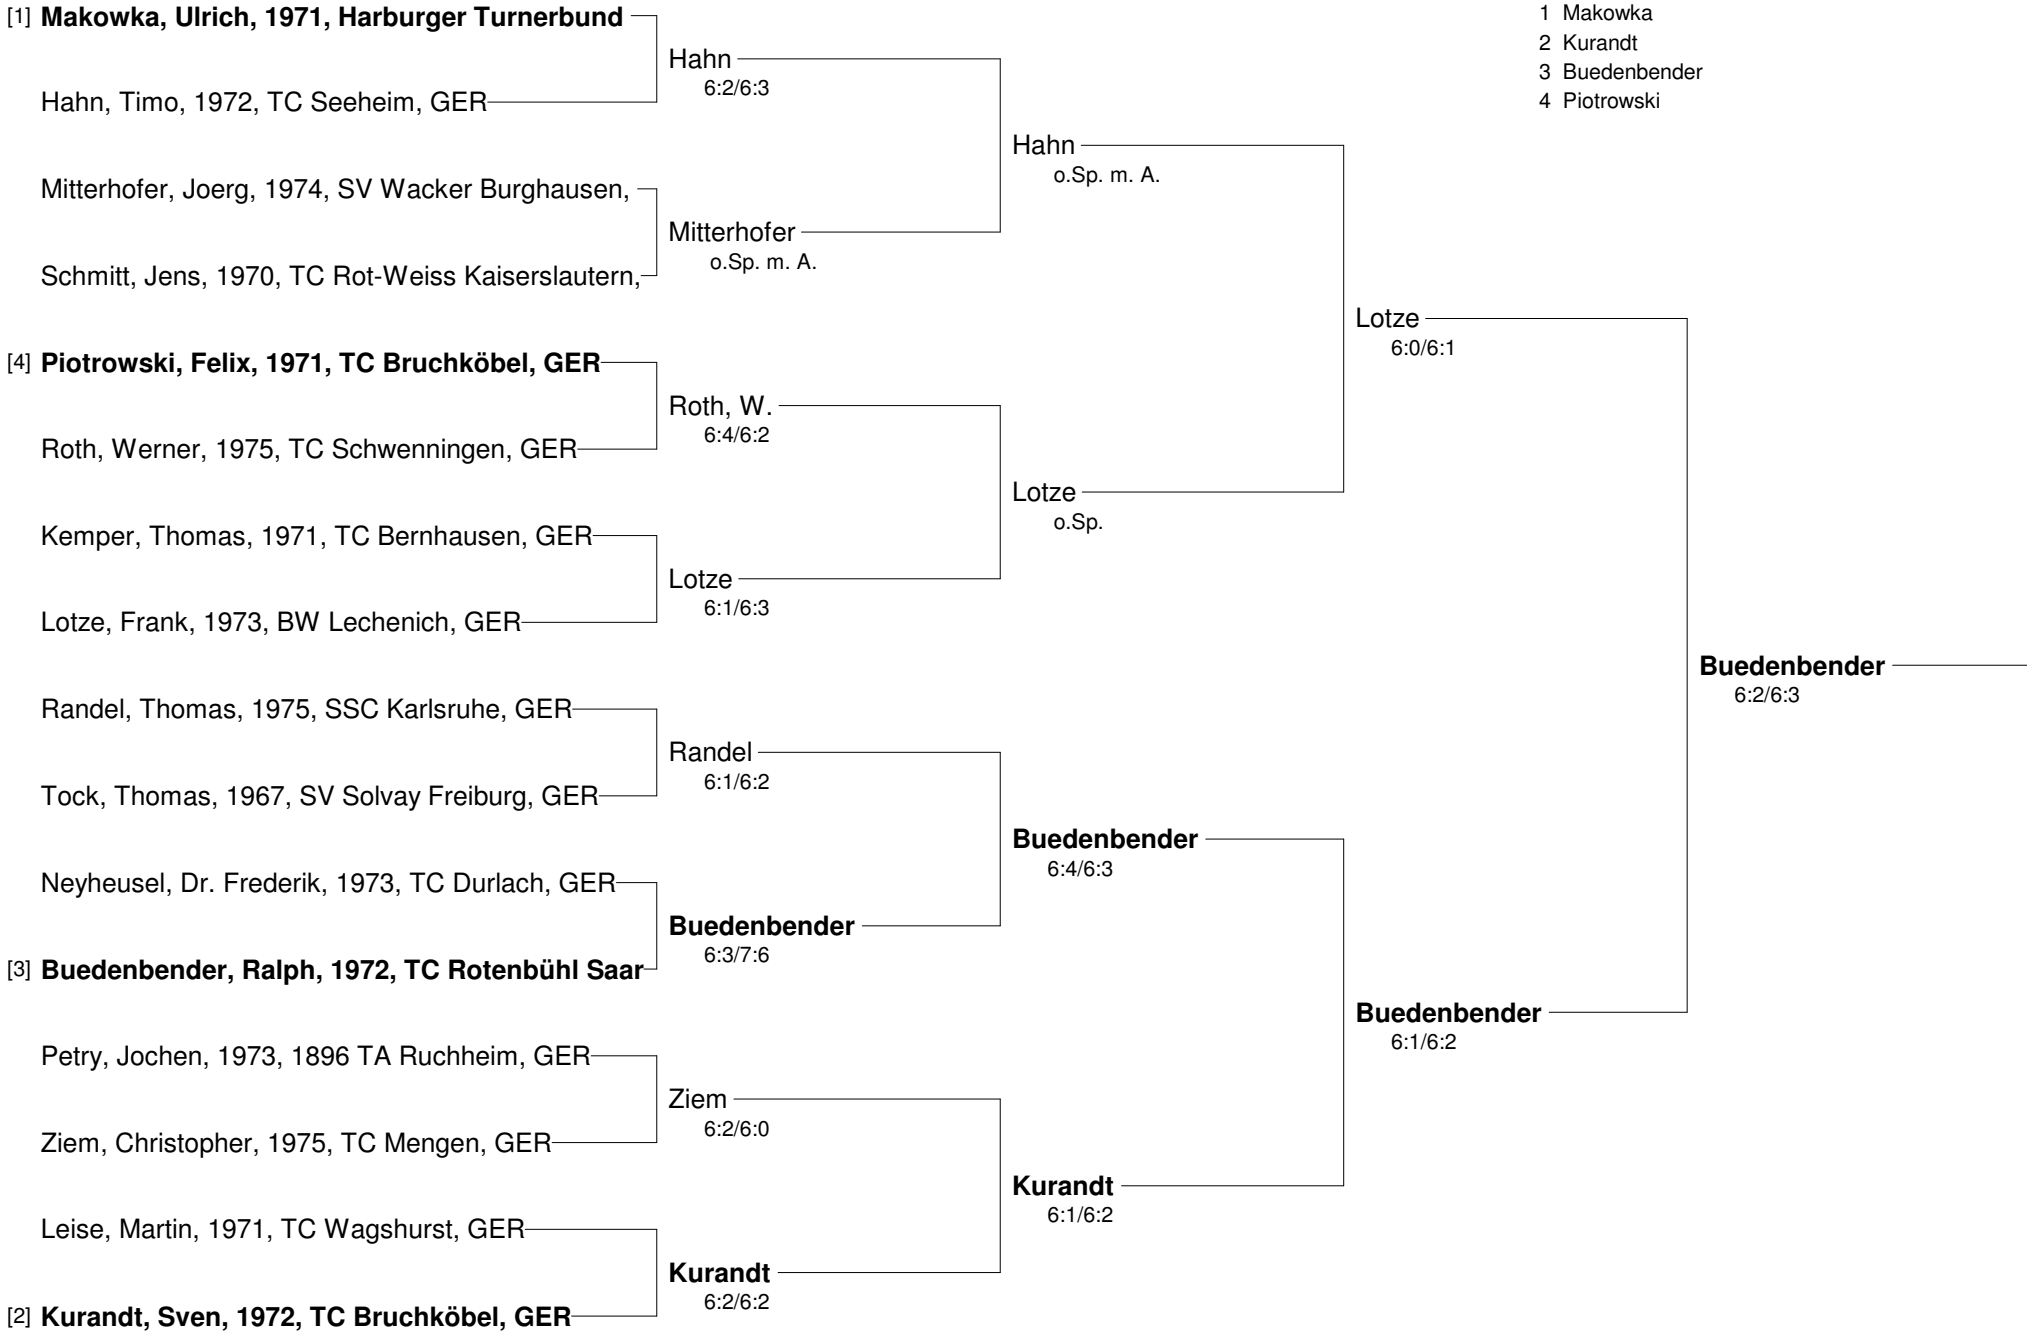 [1] Makowka, Ulrich, 1971, Harburger Turnerbund
Hahn, Timo, 1972, TC Seeheim, GER
Mitterhofer, Joerg, 1974, SV Wacker Burghausen,
Schmitt, Jens, 1970, TC Rot-Weiss Kaiserslautern,
[4] Piotrowski, Felix, 1971, TC Bruchköbel, GER
Roth, Werner, 1975, TC Schwenningen, GER
Kemper, Thomas, 1971, TC Bernhausen, GER
Lotze, Frank, 1973, BW Lechenich, GER
Randel, Thomas, 1975, SSC Karlsruhe, GER
Tock, Thomas, 1967, SV Solvay Freiburg, GER
Neyheusel, Dr. Frederik, 1973, TC Durlach, GER
[3] Buedenbender, Ralph, 1972, TC Rotenbühl Saar
Petry, Jochen, 1973, 1896 TA Ruchheim, GER
Ziem, Christopher, 1975, TC Mengen, GER
Leise, Martin, 1971, TC Wagshurst, GER
[2] Kurandt, Sven, 1972, TC Bruchköbel, GER
Hahn
6:2/6:3
Mitterhofer
o.Sp. m. A.
Roth, W.
6:4/6:2
Lotze
6:1/6:3
Randel
6:1/6:2
Buedenbender
6:3/7:6
Ziem
6:2/6:0
Kurandt
6:2/6:2
Hahn
o.Sp. m. A.
Lotze
o.Sp.
Buedenbender
6:4/6:3
Kurandt
6:1/6:2
Lotze
6:0/6:1
Buedenbender
6:1/6:2
Buedenbender
6:2/6:3
1 Makowka
2 Kurandt
3 Buedenbender
4 Piotrowski